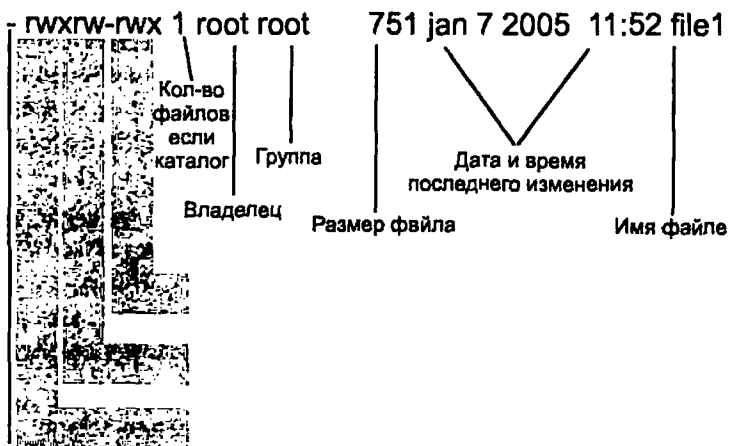 - rwxrw-rwx 1 root root 751 jan 7 2005 11:52 file1
Кол-во
файлов
если
каталог
Группа
Владелец
Дата и время
последнего изменения
Размер фвйла
Имя файле